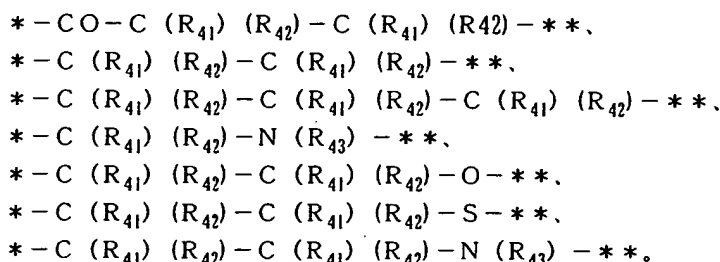 *－CO－C (R₄₁) (R₄₂)－C (R₄₁) (R42)－**、
*－C (R₄₁) (R₄₂)－C (R₄₁) (R₄₂)－**、
*－C (R₄₁) (R₄₂)－C (R₄₁) (R₄₂)－C (R₄₁) (R₄₂)－**、
*－C (R₄₁) (R₄₂)－N (R₄₃) －**、
*－C (R₄₁) (R₄₂)－C (R₄₁) (R₄₂)－O－**、
*－C (R₄₁) (R₄₂)－C (R₄₁) (R₄₂)－S－**、
*－C (R₄₁) (R₄₂)－C (R₄₁) (R₄₂)－N (R₄₃) －**。